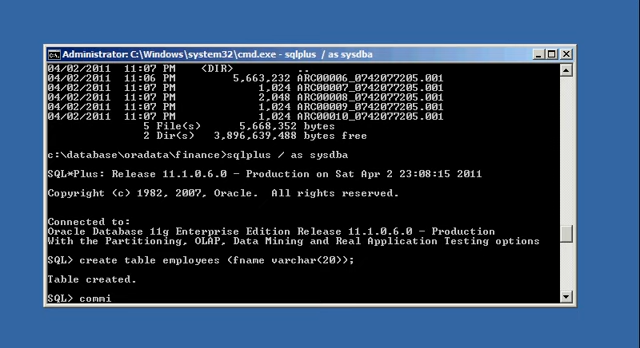 Administrator: C:\Windows\system32\cmd.exe - sqlplus / as sysdba
04/02/2011  11:07 PM    <DIR>          ..
04/02/2011  11:06 PM         5,663,232 ARC00006_0742077205.001
04/02/2011  11:07 PM             1,024 ARC00007_0742077205.001
04/02/2011  11:07 PM             2,048 ARC00008_0742077205.001
04/02/2011  11:07 PM             1,024 ARC00009_0742077205.001
04/02/2011  11:07 PM             1,024 ARC00010_0742077205.001
5 File(s)      5,668,352 bytes
2 Dir(s)   3,896,639,488 bytes free
c:\database\oradata\finance>sqlplus / as sysdba
SQL*Plus: Release 11.1.0.6.0 - Production on Sat Apr 2 23:08:15 2011
Copyright (c) 1982, 2007, Oracle.  All rights reserved.
Connected to:
Oracle Database 11g Enterprise Edition Release 11.1.0.6.0 - Production
With the Partitioning, OLAP, Data Mining and Real Application Testing options
SQL> create table employees (fname varchar(20));
Table created.
SQL> commi